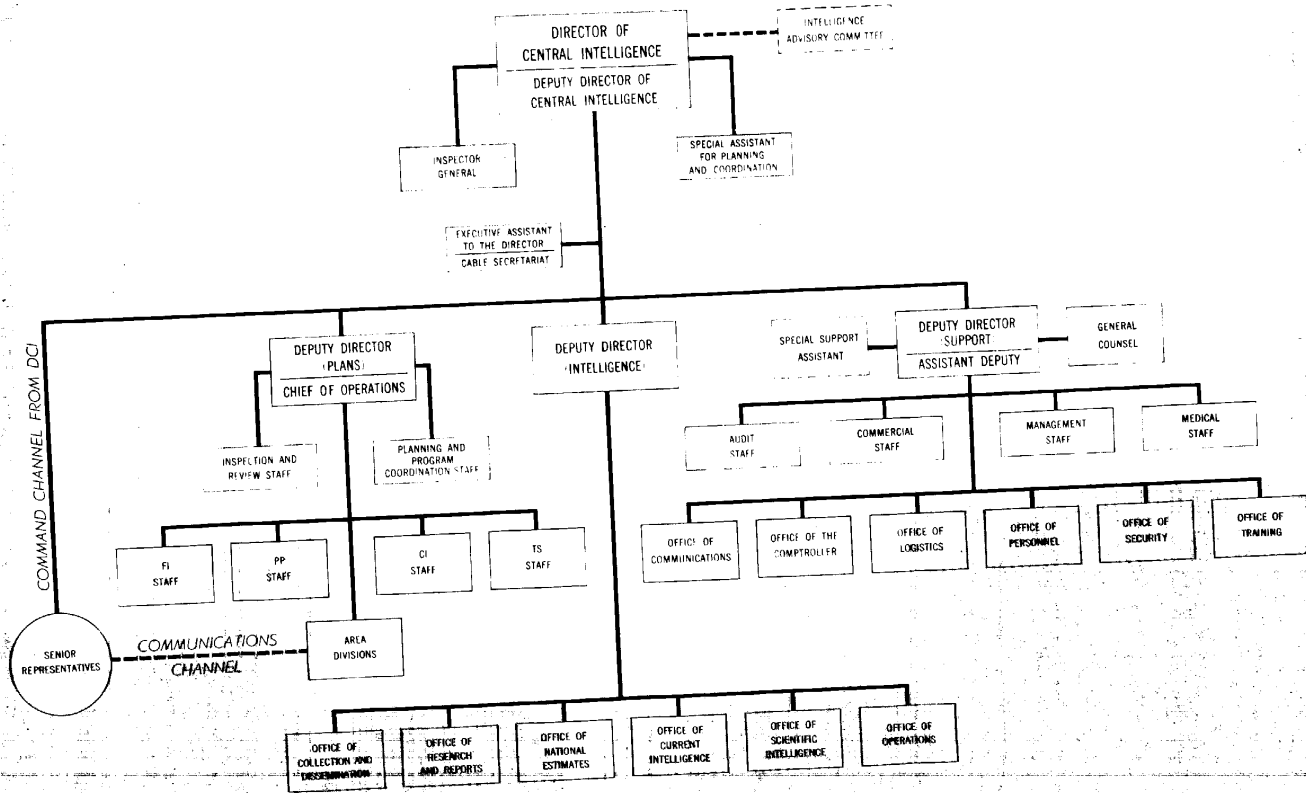 DIRECTOR OF
CENTRAL INTELLIGENCE
DEPUTY DIRECTOR OF
CENTRAL INTELLIGENCE
INTELLIGENCE
ADVISORY COMMITTEE
INSPECTOR
GENERAL
SPECIAL ASSISTANT
FOR PLANNING
AND COORDINATION
EXECUTIVE ASSISTANT
TO THE DIRECTOR
CABLE SECRETARIAT
COMMAND CHANNEL FROM DCI
DEPUTY DIRECTOR
(PLANS)
CHIEF OF OPERATIONS
DEPUTY DIRECTOR
(INTELLIGENCE)
SPECIAL SUPPORT
ASSISTANT
DEPUTY DIRECTOR
(SUPPORT)
ASSISTANT DEPUTY
GENERAL
COUNSEL
INSPECTION AND
REVIEW STAFF
PLANNING AND
PROGRAM
COORDINATION STAFF
AUDIT
STAFF
COMMERCIAL
STAFF
MANAGEMENT
STAFF
MEDICAL
STAFF
FI
STAFF
PP
STAFF
CI
STAFF
TS
STAFF
OFFICE OF
COMMUNICATIONS
OFFICE OF THE
COMPTROLLER
OFFICE OF
LOGISTICS
OFFICE OF
PERSONNEL
OFFICE OF
SECURITY
OFFICE OF
TRAINING
SENIOR
REPRESENTATIVES
COMMUNICATIONS
CHANNEL
AREA
DIVISIONS
OFFICE OF
COLLECTION AND
DISSEMINATION
OFFICE OF
RESEARCH
AND REPORTS
OFFICE OF
NATIONAL
ESTIMATES
OFFICE OF
CURRENT
INTELLIGENCE
OFFICE OF
SCIENTIFIC
INTELLIGENCE
OFFICE OF
OPERATIONS